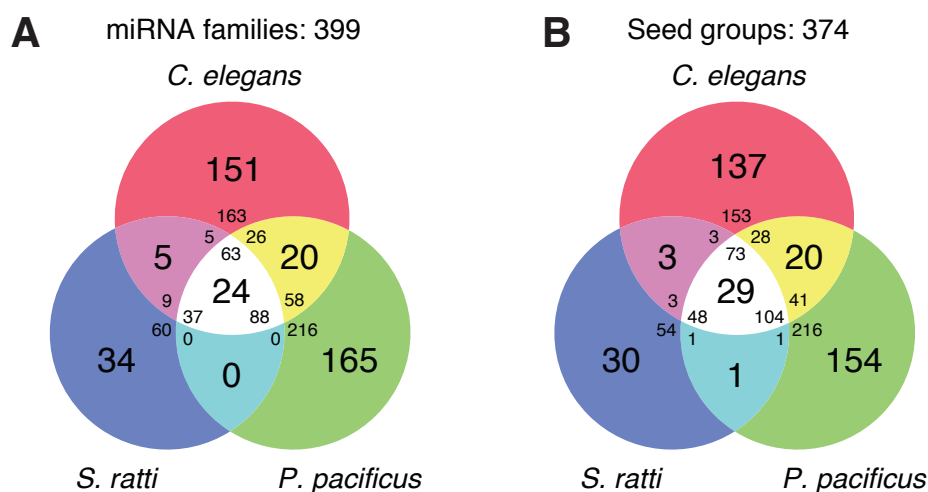 A miRNA families: 399
C. elegans
151
163
5 26
5 63 20
24
9 58
37 88
60 216
0 0
34 0 165
S. ratti P. pacificus
B Seed groups: 374
C. elegans
137
153
3 28
3 73 20
29
3 41
48 104
54 216
1 1
30 1 154
S. ratti P. pacificus